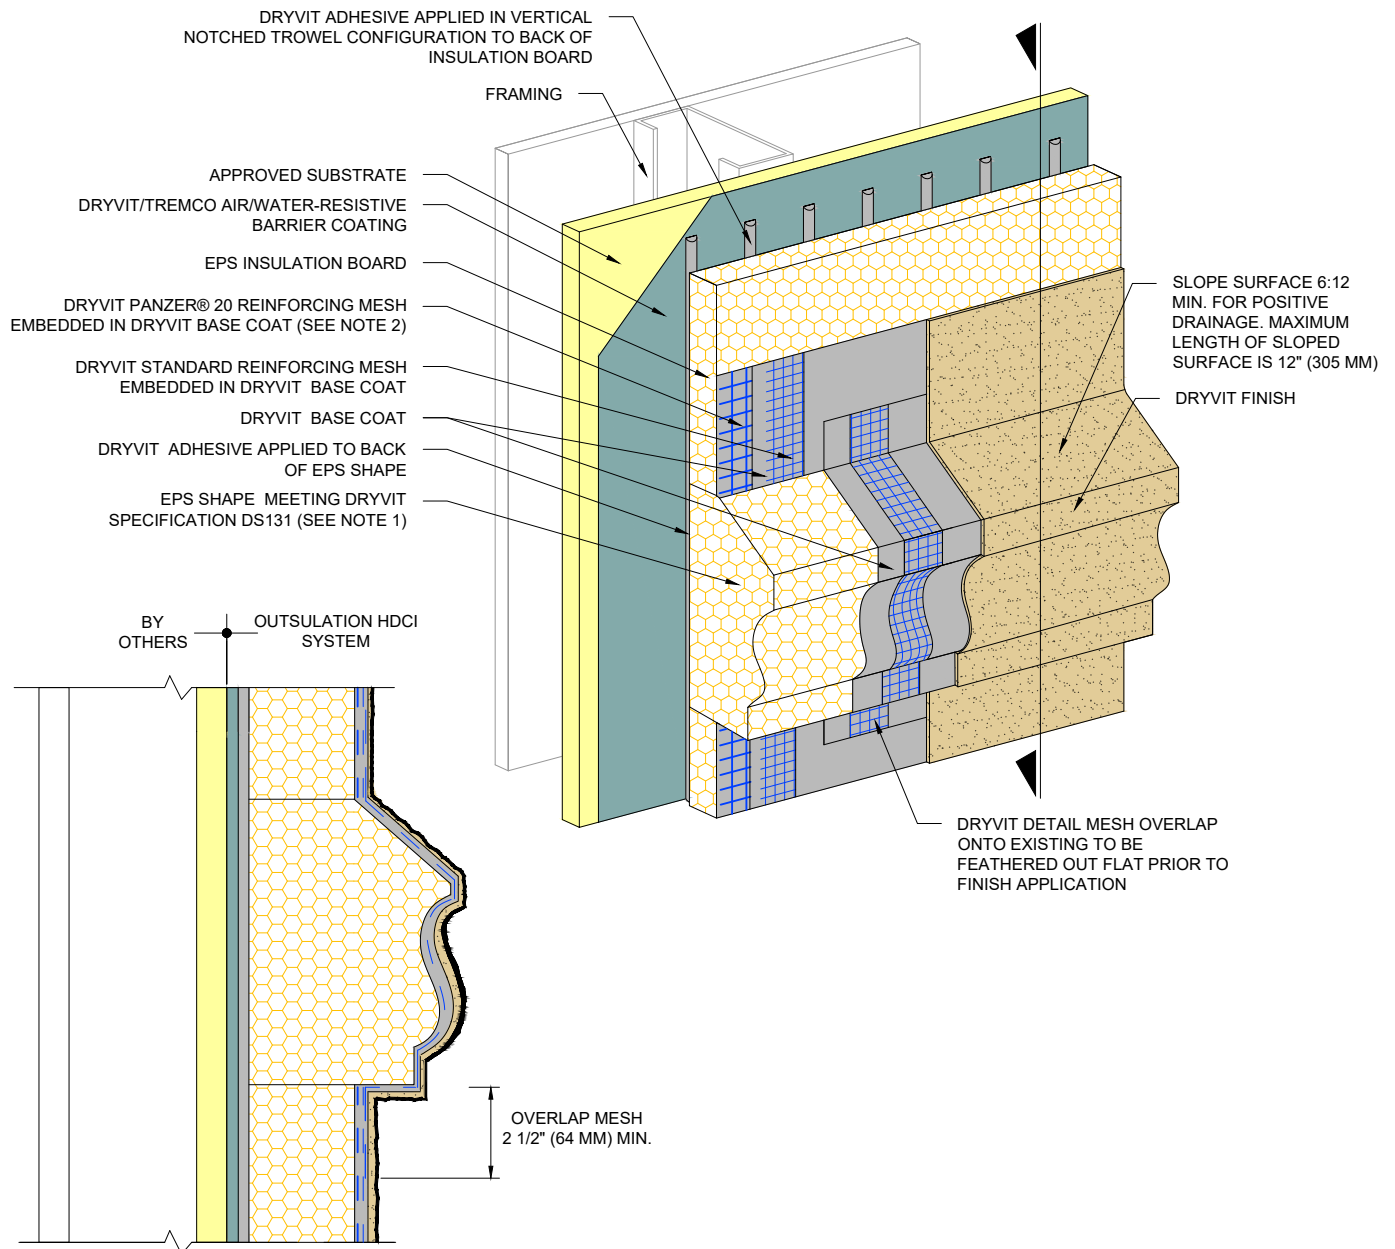 DRYVIT ADHESIVE APPLIED IN VERTICAL
NOTCHED TROWEL CONFIGURATION TO BACK OF
INSULATION BOARD
FRAMING
APPROVED SUBSTRATE
DRYVIT/TREMCO AIR/WATER-RESISTIVE
BARRIER COATING
EPS INSULATION BOARD
DRYVIT PANZER® 20 REINFORCING MESH
EMBEDDED IN DRYVIT BASE COAT (SEE NOTE 2)
DRYVIT STANDARD REINFORCING MESH
EMBEDDED IN DRYVIT BASE COAT
DRYVIT BASE COAT
DRYVIT ADHESIVE APPLIED TO BACK
OF EPS SHAPE
EPS SHAPE MEETING DRYVIT
SPECIFICATION DS131 (SEE NOTE 1)
SLOPE SURFACE 6:12
MIN. FOR POSITIVE
DRAINAGE. MAXIMUM
LENGTH OF SLOPED
SURFACE IS 12" (305 MM)
DRYVIT FINISH
BY
OTHERS
OUTSULATION HDCI
SYSTEM
DRYVIT DETAIL MESH OVERLAP
ONTO EXISTING TO BE
FEATHERED OUT FLAT PRIOR TO
FINISH APPLICATION
OVERLAP MESH
2 1/2" (64 MM) MIN.